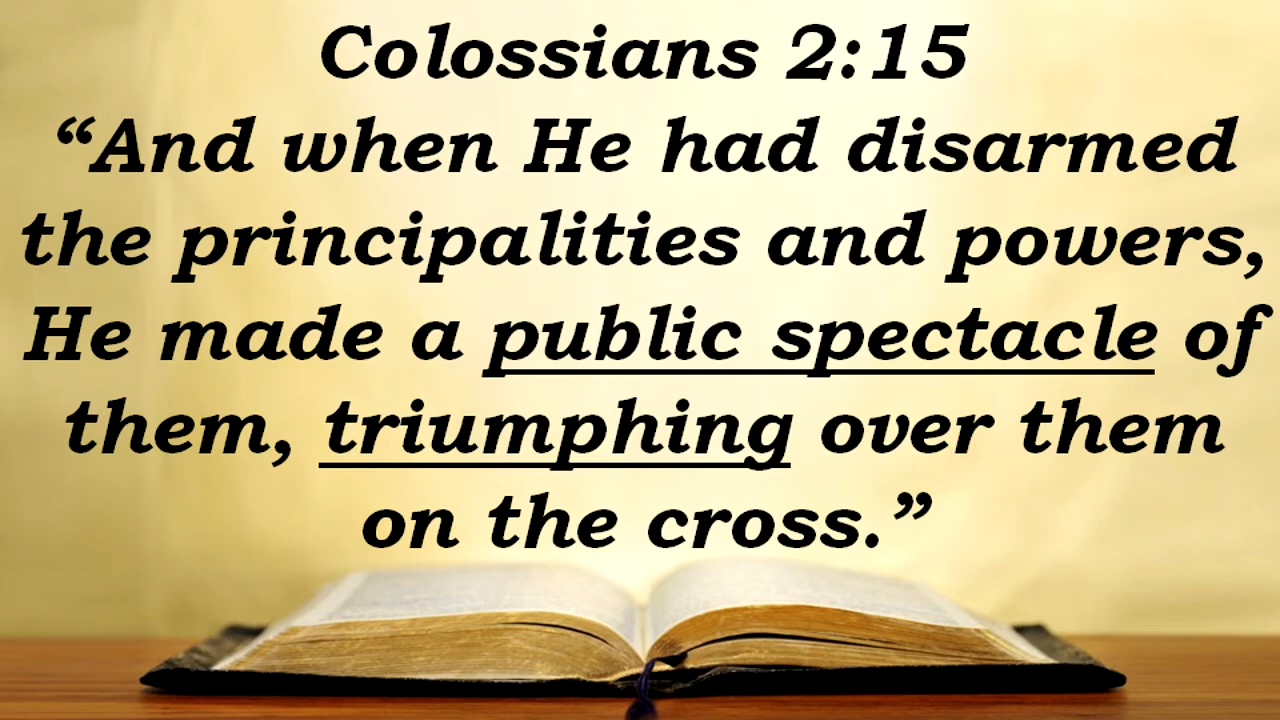 Colossians 2:15
“And when He had disarmed
the principalities and powers,
He made a public spectacle of
them, triumphing over them
on the cross.”